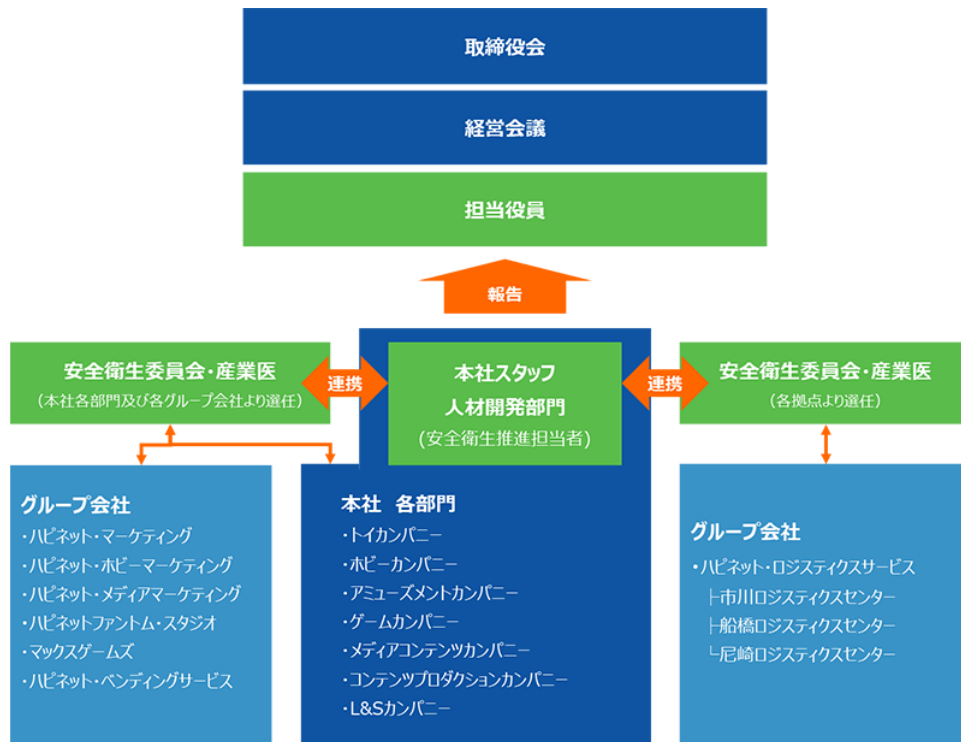 取締役会
経営会議
担当役員
報告
安全衛生委員会・産業医
（本社各部門及び各グループ会社より選任）
連携
本社スタッフ
人材開発部門
(安全衛生推進担当者)
連携
安全衛生委員会・産業医
（各拠点より選任）
グループ会社
・ハピネット・マーケティング
・ハピネット・ホビーマーケティング
・ハピネット・メディアマーケティング
・ハピネットファントム・スタジオ
・マックスゲームズ
・ハピネット・ベンディングサービス
本社 各部門
・トイカンパニー
・ホビーカンパニー
・アミューズメントカンパニー
・ゲームカンパニー
・メディアコンテンツカンパニー
・コンテンツプロダクションカンパニー
・L&Sカンパニー
グループ会社
・ハピネット・ロジスティクスサービス
├市川ロジスティクスセンター
├船橋ロジスティクスセンター
└尼崎ロジスティクスセンター